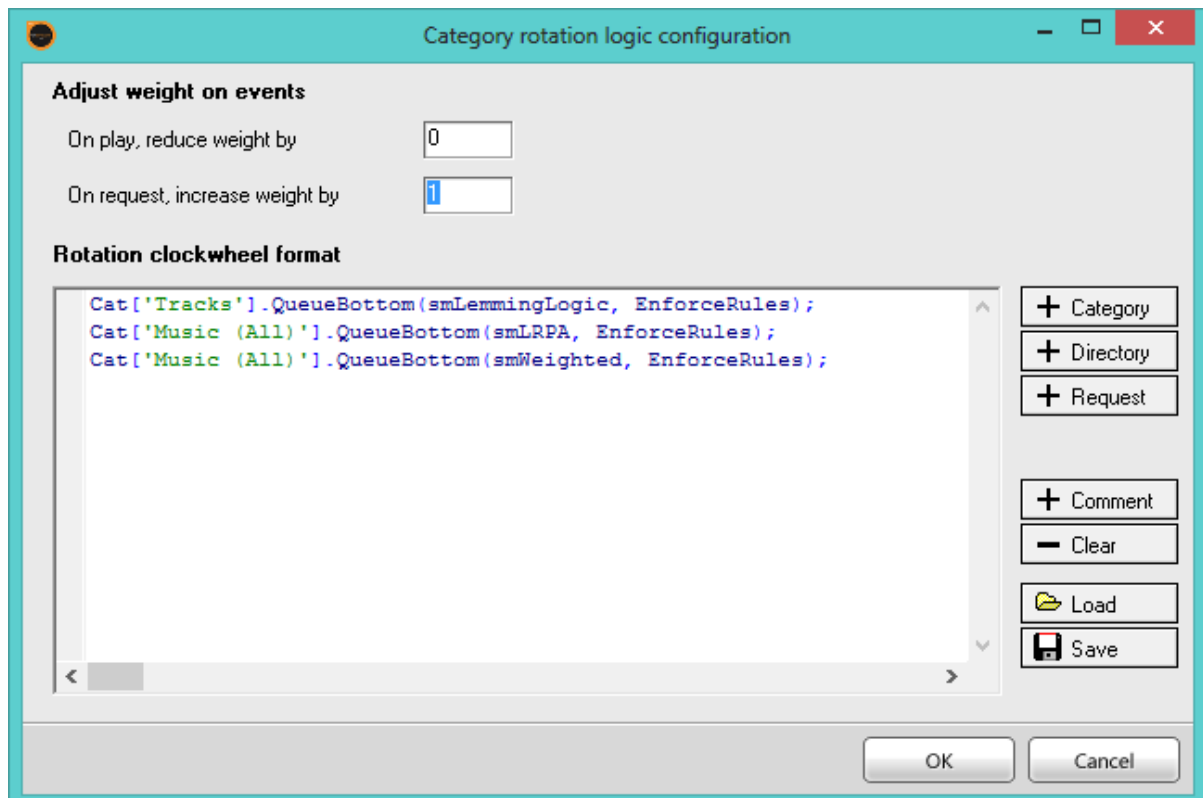 Category rotation logic configuration
Adjust weight on events
On play, reduce weight by 0
On request, increase weight by 1
Rotation clockwheel format
Cat['Tracks'].QueueBottom(smLemmingLogic, EnforceRules);
Cat['Music (All)'].QueueBottom(smLRPA, EnforceRules);
Cat['Music (All)'].QueueBottom(smWeighted, EnforceRules);
+ Category
+ Directory
+ Request
+ Comment
− Clear
Load
Save
OK Cancel